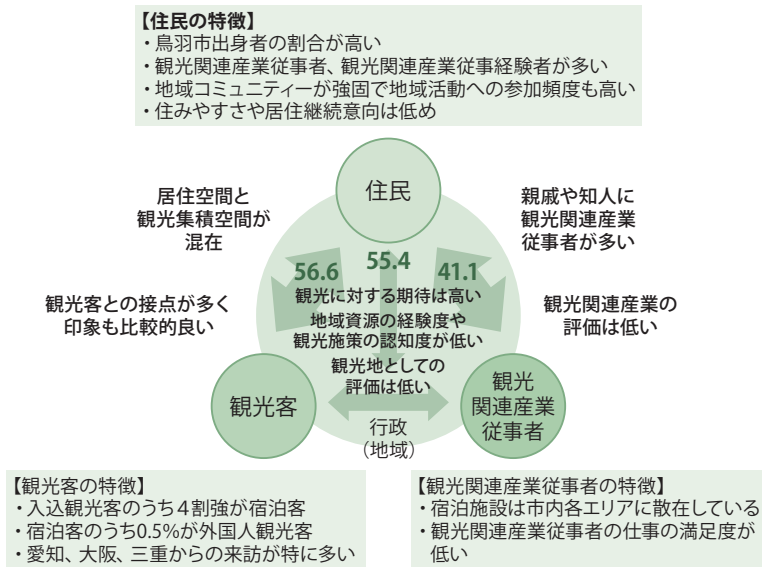 【住民の特徴】
・鳥羽市出身者の割合が高い
・観光関連産業従事者、観光関連産業従事経験者が多い
・地域コミュニティーが強固で地域活動への参加頻度も高い
・住みやすさや居住継続意向は低め
住民
居住空間と
観光集積空間が
混在
親戚や知人に
観光関連産業
従事者が多い
56.6
55.4
41.1
観光に対する期待は高い
地域資源の経験度や
観光施策の認知度が低い
観光地としての
評価は低い
観光客との接点が多く
印象も比較的良い
観光関連産業の
評価は低い
観光客
観光
関連産業
従事者
行政
（地域）
【観光客の特徴】
・入込観光客のうち４割強が宿泊客
・宿泊客のうち0.5%が外国人観光客
・愛知、大阪、三重からの来訪が特に多い
【観光関連産業従事者の特徴】
・宿泊施設は市内各エリアに散在している
・観光関連産業従事者の仕事の満足度が
低い